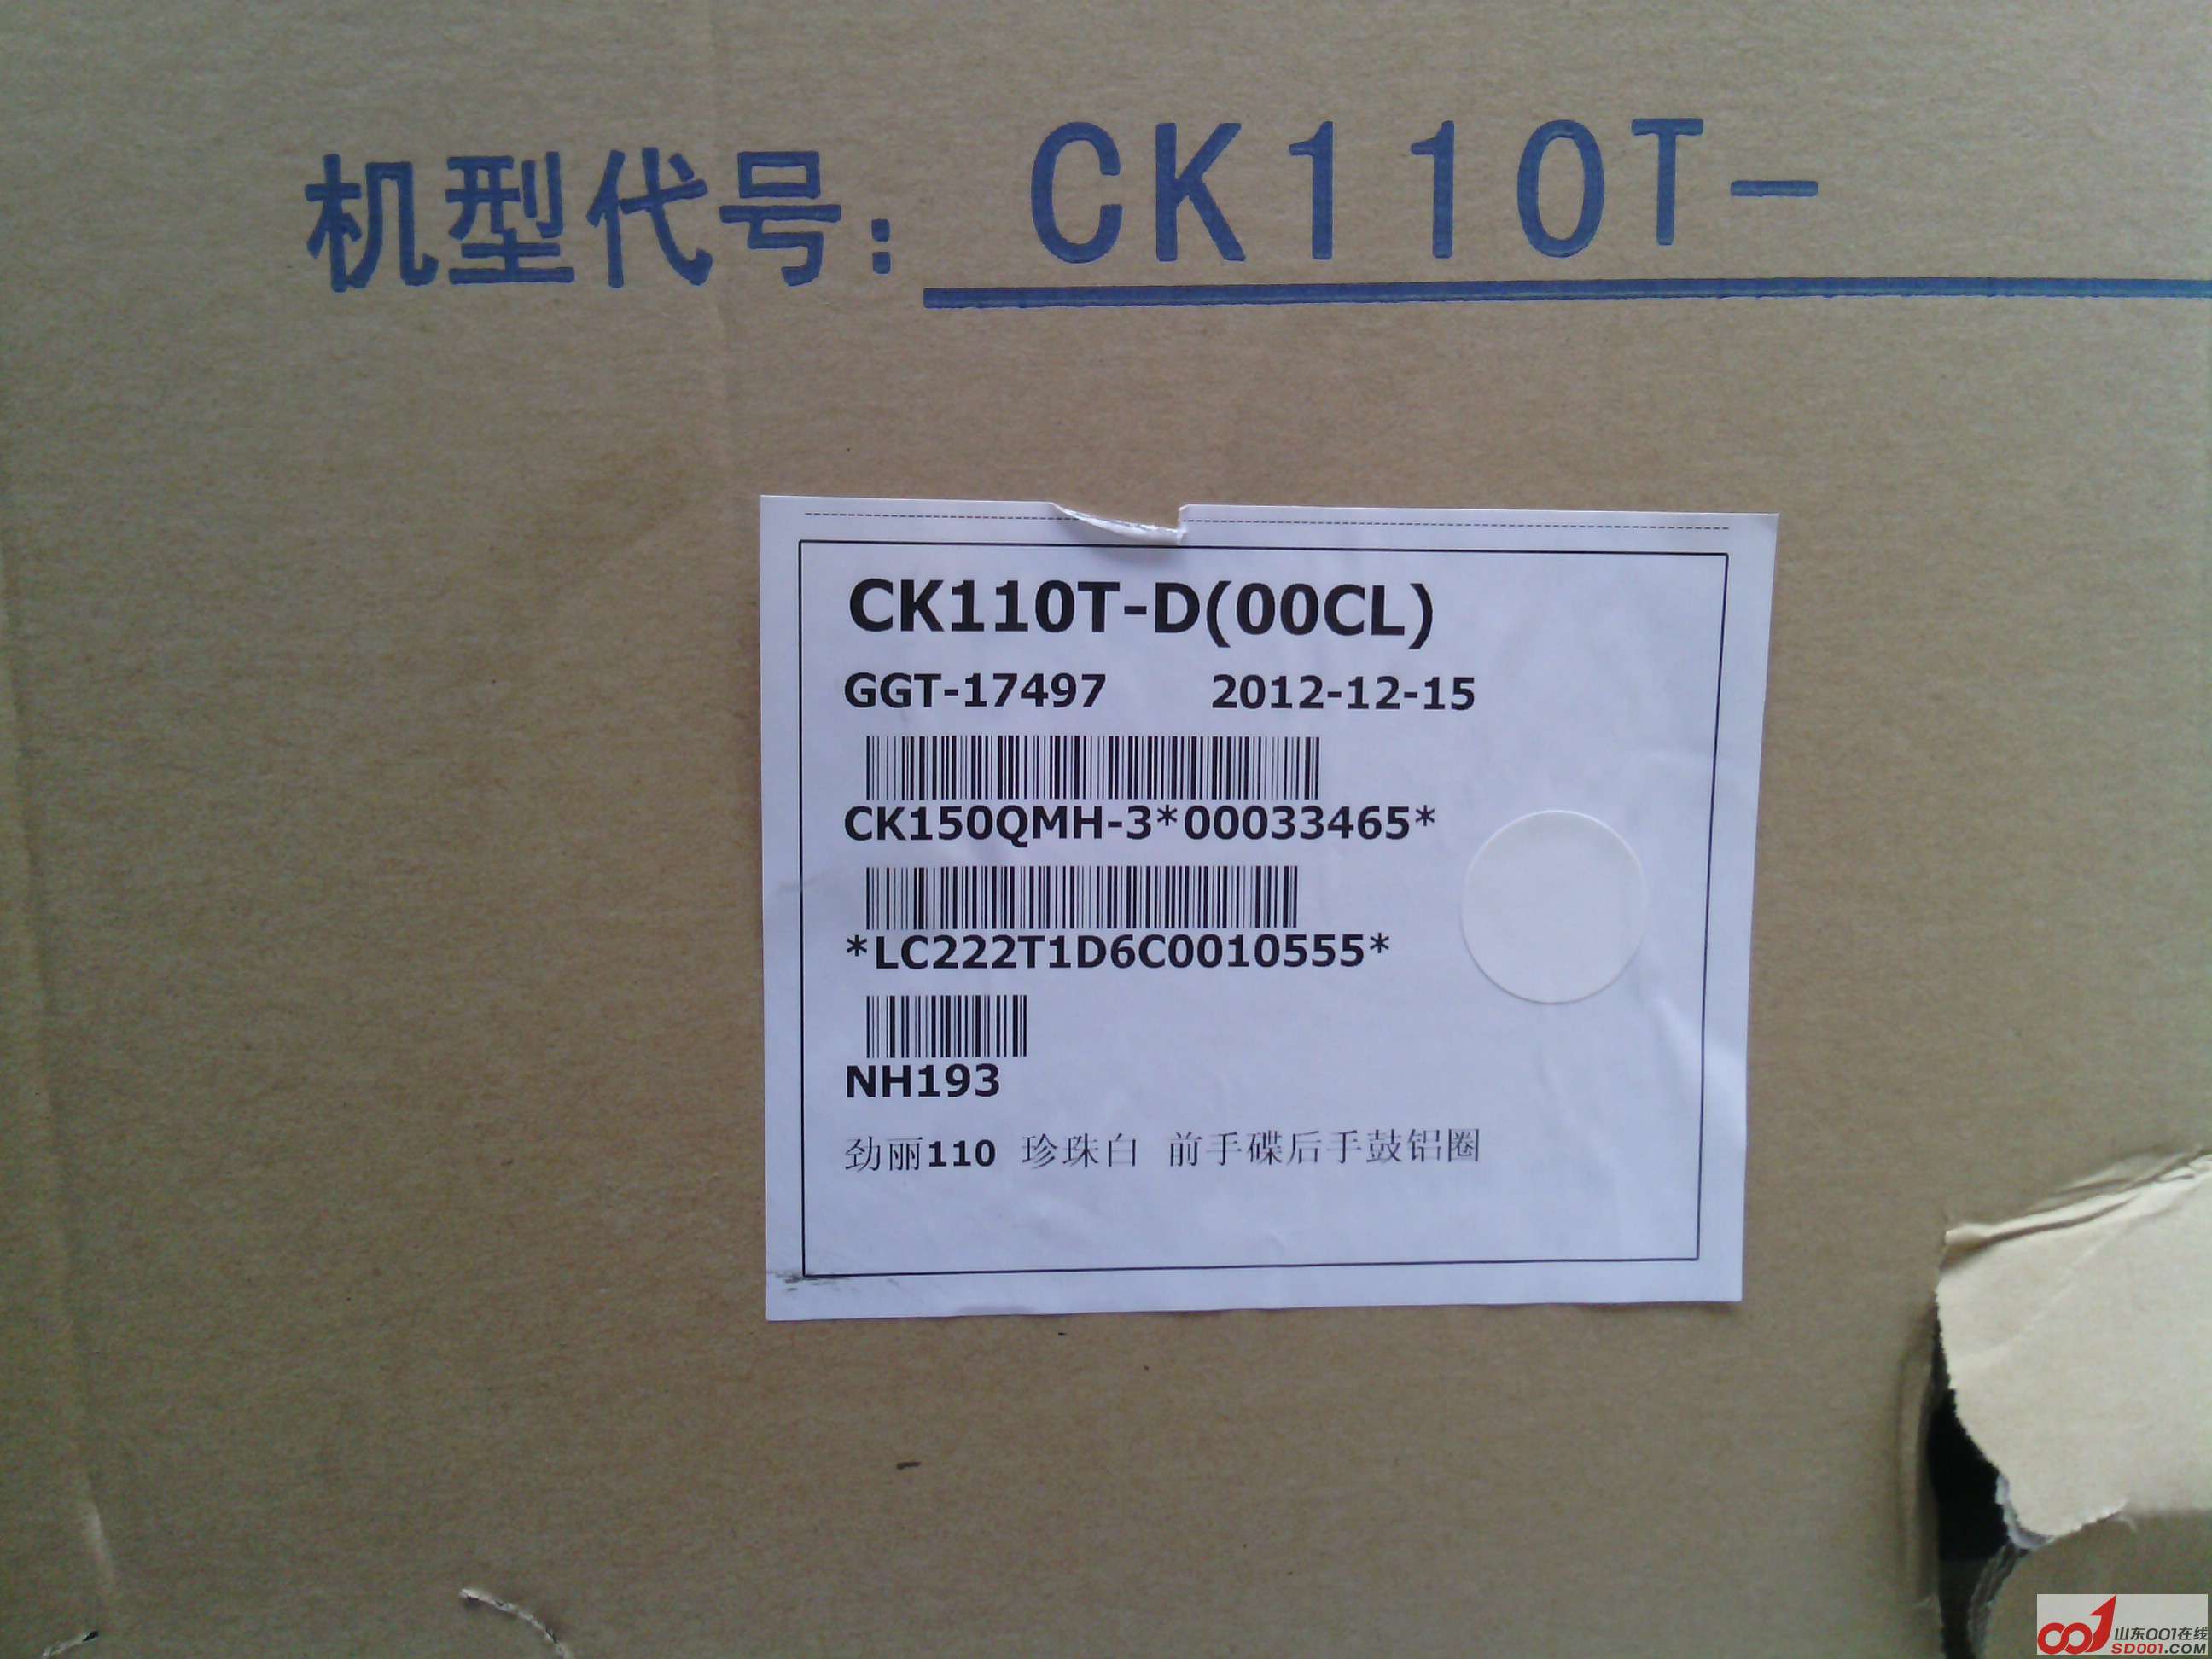 机型代号: CK110T-
CK110T-D(00CL)
GGT-17497 2012-12-15
CK150QMH-3*00033465*
*LC222T1D6C0010555*
NH193
劲丽110 珍珠白 前手碟后手鼓铝圈
001 山东001在线
SD001.COM